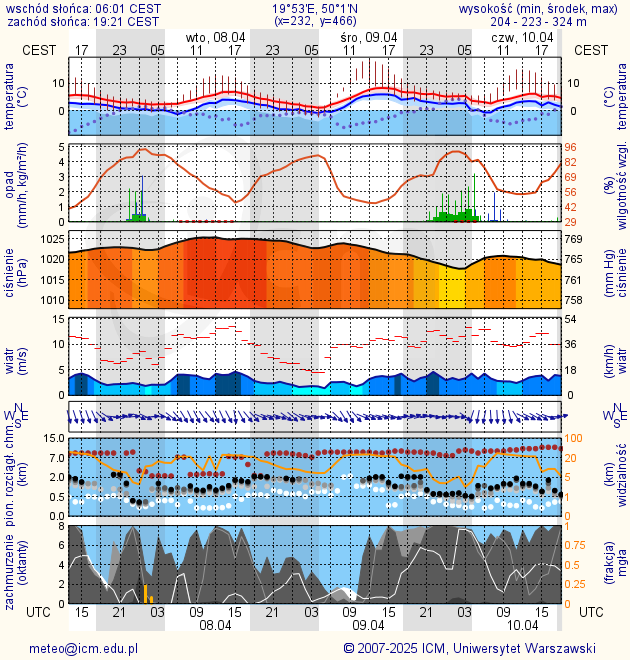 wschód słońca: 06:01 CEST 19°53'E, 50°1'N wysokość (min, środek, max)
zachód słońca: 19:21 CEST (x=232, y=466) 204 - 223 - 324 m
wto, 08.04 śro, 09.04 czw, 10.04
CEST 17 23 05 11 17 23 05 11 17 23 05 11 17 CEST
temperatura (°C) 10 0 10 0 (°C) temperatura
opad (mm/h, kg/m²/h) 5 4 3 2 1 0 96 84 73 62 51 40 29 (%) wilgotność wzgl.
ciśnienie (hPa) 1025 1020 1015 1010 769 765 761 758 (mm Hg) ciśnienie
wiatr (m/s) 15 10 5 0 54 36 18 0 (km/h) wiatr
N W E S N W E S
pion. rozciągł. chm. (km) 15.0 7.0 2.0 0.5 0.0 100 20 5 1 0 (km) widzialność
zachmurzenie (oktanty) 8 6 4 2 0 1 0.75 0.5 0.25 0 (frakcja) mgła
UTC 15 21 03 09 15 21 03 09 15 21 03 09 15 UTC
08.04 09.04 10.04
meteo@icm.edu.pl © 2007-2025 ICM, Uniwersytet Warszawski